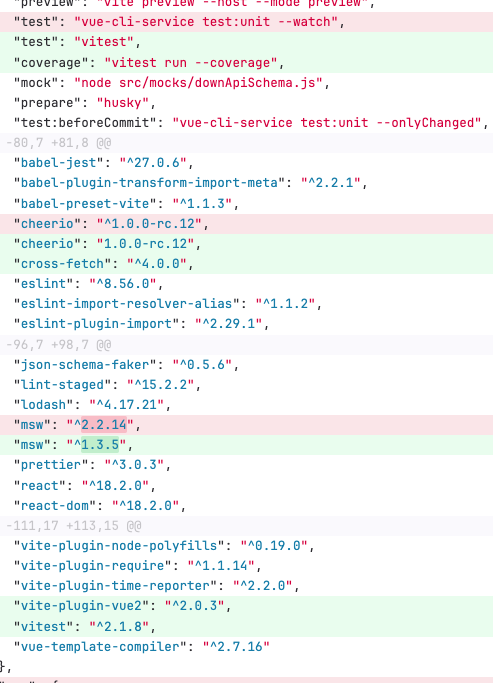 "preview": "vite preview --host --mode preview",
"test": "vue-cli-service test:unit --watch",
"test": "vitest",
"coverage": "vitest run --coverage",
"mock": "node src/mocks/downApiSchema.js",
"prepare": "husky",
"test:beforeCommit": "vue-cli-service test:unit --onlyChanged",
-80,7 +81,8 @@
"babel-jest": "^27.0.6",
"babel-plugin-transform-import-meta": "^2.2.1",
"babel-preset-vite": "^1.1.3",
"cheerio": "^1.0.0-rc.12",
"cheerio": "1.0.0-rc.12",
"cross-fetch": "^4.0.0",
"eslint": "^8.56.0",
"eslint-import-resolver-alias": "^1.1.2",
"eslint-plugin-import": "^2.29.1",
-96,7 +98,7 @@
"json-schema-faker": "^0.5.6",
"lint-staged": "^15.2.2",
"lodash": "^4.17.21",
"msw": "^2.2.14",
"msw": "^1.3.5",
"prettier": "^3.0.3",
"react": "^18.2.0",
"react-dom": "^18.2.0",
-111,17 +113,15 @@
"vite-plugin-node-polyfills": "^0.19.0",
"vite-plugin-require": "^1.1.14",
"vite-plugin-time-reporter": "^2.2.0",
"vite-plugin-vue2": "^2.0.3",
"vitest": "^2.1.8",
"vue-template-compiler": "^2.7.16"
},